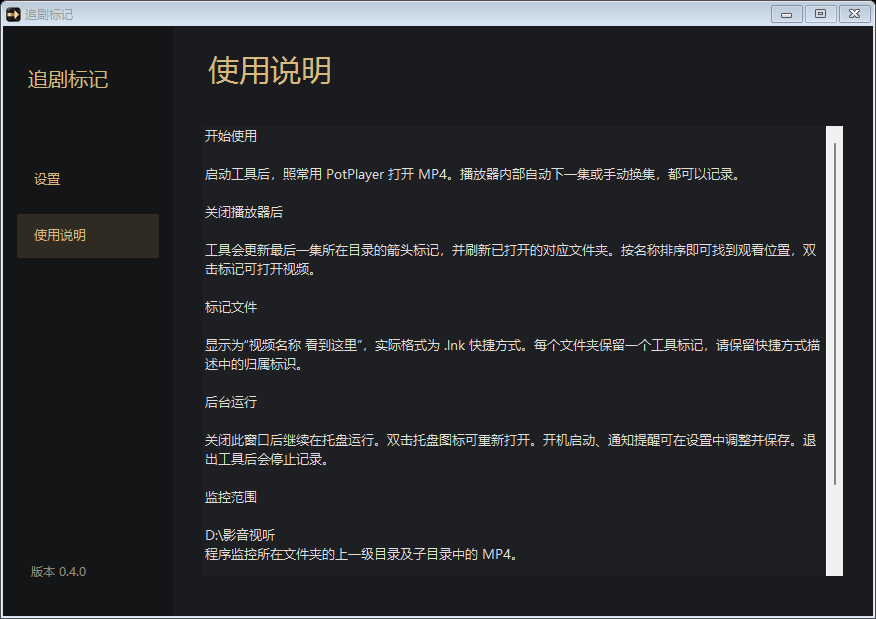 追剧标记
追剧标记
设置
使用说明
版本 0.4.0
使用说明
开始使用
启动工具后，照常用 PotPlayer 打开 MP4。播放器内部自动下一集或手动换集，都可以记录。
关闭播放器后
工具会更新最后一集所在目录的箭头标记，并刷新已打开的对应文件夹。按名称排序即可找到观看位置，双
击标记可打开视频。
标记文件
显示为“视频名称 看到这里”，实际格式为 .lnk 快捷方式。每个文件夹保留一个工具标记，请保留快捷方式描
述中的归属标识。
后台运行
关闭此窗口后继续在托盘运行。双击托盘图标可重新打开。开机启动、通知提醒可在设置中调整并保存。退
出工具后会停止记录。
监控范围
D:\影音视听
程序监控所在文件夹的上一级目录及子目录中的 MP4。